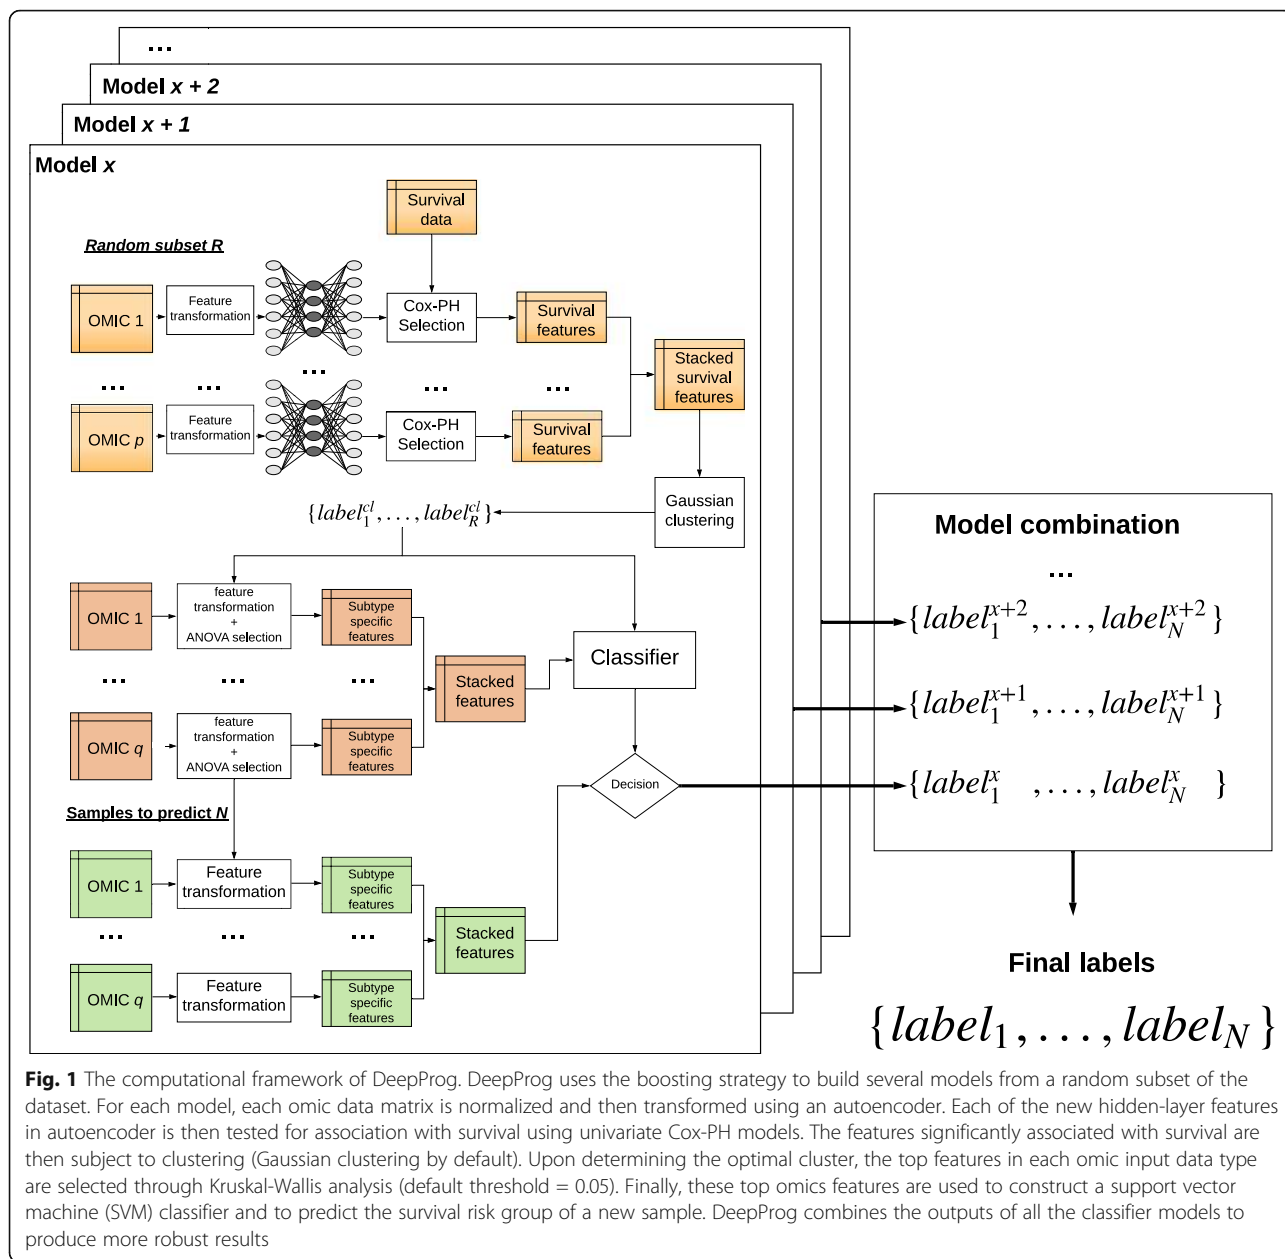 ...
Model x + 2
Model x + 1
Model x
Survival
data
Random subset R
OMIC 1
Feature
transformation
Cox-PH
Selection
Survival
features
...
...
...
...
...
Stacked
survival
features
OMIC p
Feature
transformation
Cox-PH
Selection
Survival
features
Gaussian
clustering
{label_1^{cl}, . . . , label_R^{cl}}
OMIC 1
feature
transformation
+
ANOVA selection
Subtype
specific
features
Classifier
...
...
...
Stacked
features
OMIC q
feature
transformation
+
ANOVA selection
Subtype
specific
features
Decision
Samples to predict N
OMIC 1
Feature
transformation
Subtype
specific
features
...
...
...
Stacked
features
OMIC q
Feature
transformation
Subtype
specific
features
Model combination
...
{label_1^{x+2}, . . . , label_N^{x+2}}
{label_1^{x+1}, . . . , label_N^{x+1}}
{label_1^x , . . . , label_N^x }
Final labels
{label_1, . . . , label_N}
Fig. 1 The computational framework of DeepProg. DeepProg uses the boosting strategy to build several models from a random subset of the
dataset. For each model, each omic data matrix is normalized and then transformed using an autoencoder. Each of the new hidden-layer features
in autoencoder is then tested for association with survival using univariate Cox-PH models. The features significantly associated with survival are
then subject to clustering (Gaussian clustering by default). Upon determining the optimal cluster, the top features in each omic input data type
are selected through Kruskal-Wallis analysis (default threshold = 0.05). Finally, these top omics features are used to construct a support vector
machine (SVM) classifier and to predict the survival risk group of a new sample. DeepProg combines the outputs of all the classifier models to
produce more robust results